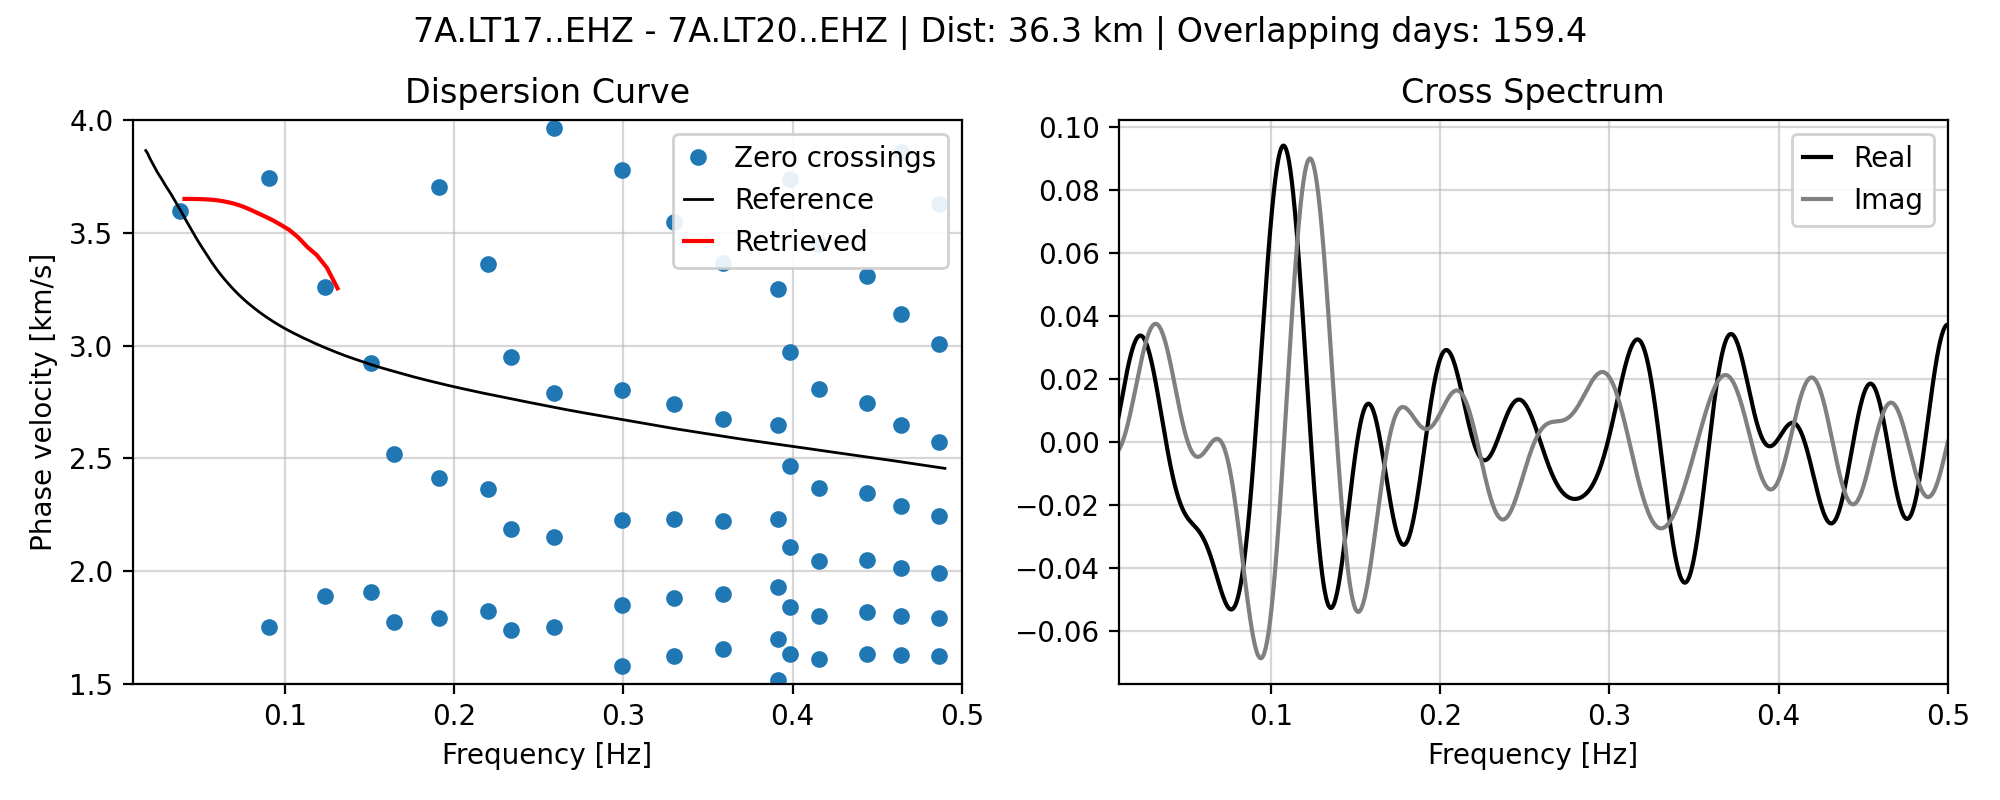 7A.LT17..EHZ - 7A.LT20..EHZ | Dist: 36.3 km | Overlapping days: 159.4
Dispersion Curve
4.0
3.5
3.0
2.5
2.0
1.5
Phase velocity [km/s]
0.1
0.2
0.3
0.4
0.5
Frequency [Hz]
Zero crossings
Reference
Retrieved
Cross Spectrum
0.10
0.08
0.06
0.04
0.02
0.00
−0.02
−0.04
−0.06
0.1
0.2
0.3
0.4
0.5
Frequency [Hz]
Real
Imag